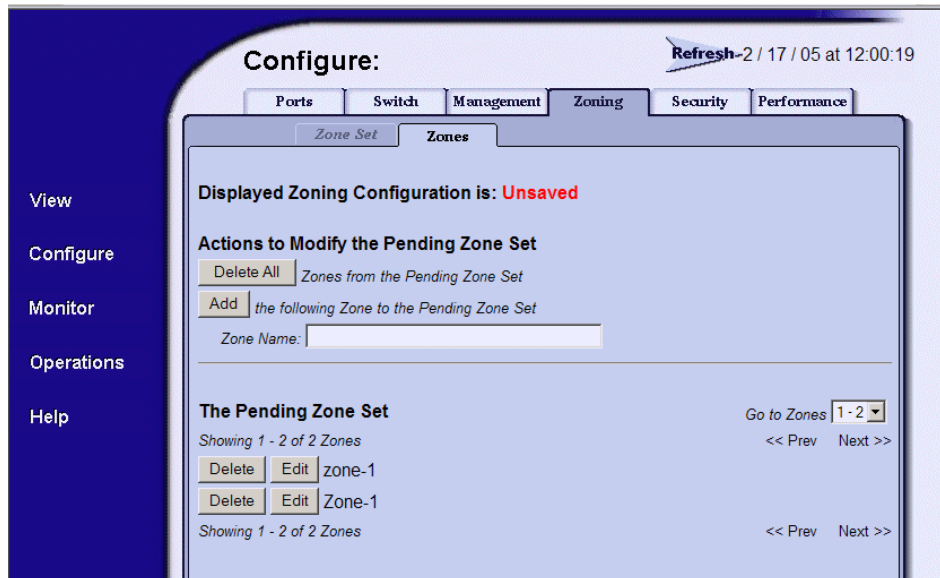 Configure:
Refresh-2 / 17 / 05 at 12:00:19
Ports Switch Management Zoning Security Performance
Zone Set Zones
View
Configure
Monitor
Operations
Help
Displayed Zoning Configuration is: Unsaved
Actions to Modify the Pending Zone Set
Delete All Zones from the Pending Zone Set
Add the following Zone to the Pending Zone Set
Zone Name:
The Pending Zone Set Go to Zones 1 - 2
Showing 1 - 2 of 2 Zones << Prev Next >>
Delete Edit zone-1
Delete Edit Zone-1
Showing 1 - 2 of 2 Zones << Prev Next >>